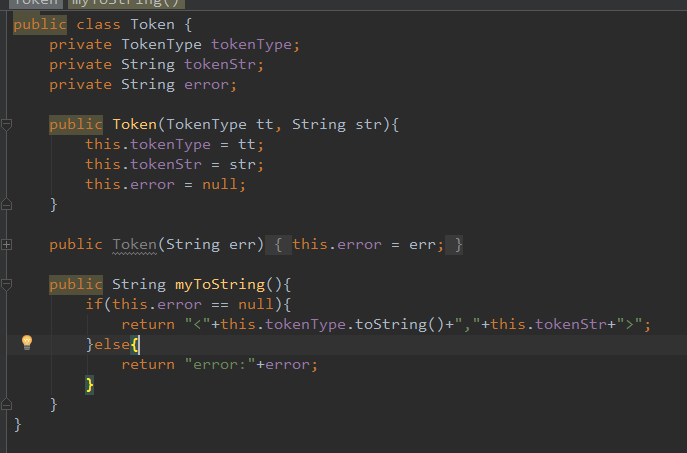 Token myToString()
public class Token {
    private TokenType tokenType;
    private String tokenStr;
    private String error;
    public Token(TokenType tt, String str){
        this.tokenType = tt;
        this.tokenStr = str;
        this.error = null;
    }
    public Token(String err) { this.error = err; }
    public String myToString(){
        if(this.error == null){
            return "<"+this.tokenType.toString()+","+this.tokenStr+">";
        }else{
            return "error:"+error;
        }
    }
}